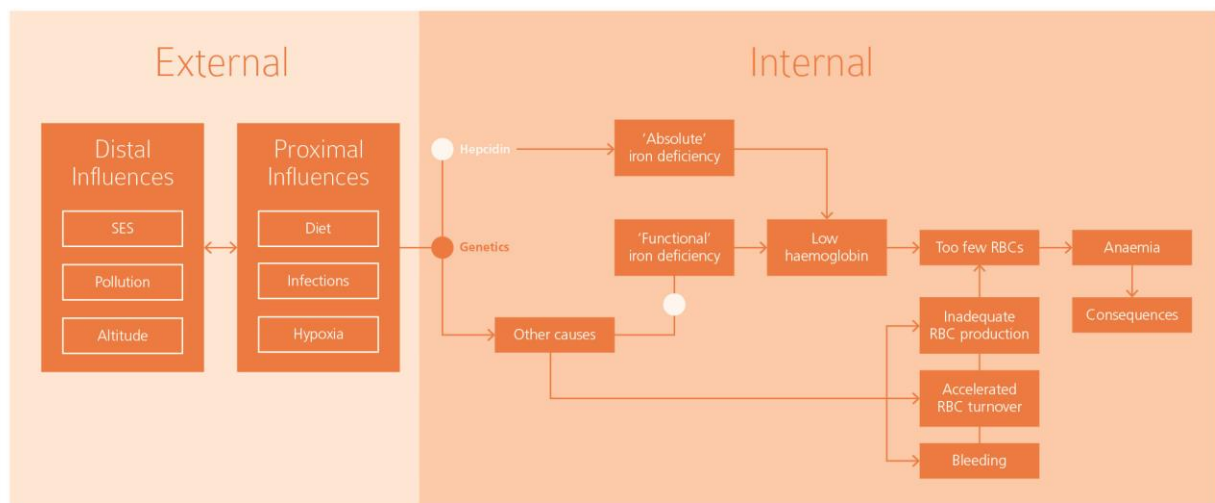 External
Internal
Distal
Influences
SES
Pollution
Altitude
Proximal
Influences
Diet
Infections
Hypoxia
Hepcidin
Genetics
'Absolute'
iron deficiency
'Functional'
iron deficiency
Other causes
Low
haemoglobin
Too few RBCs
Inadequate
RBC production
Accelerated
RBC turnover
Bleeding
Anaemia
Consequences